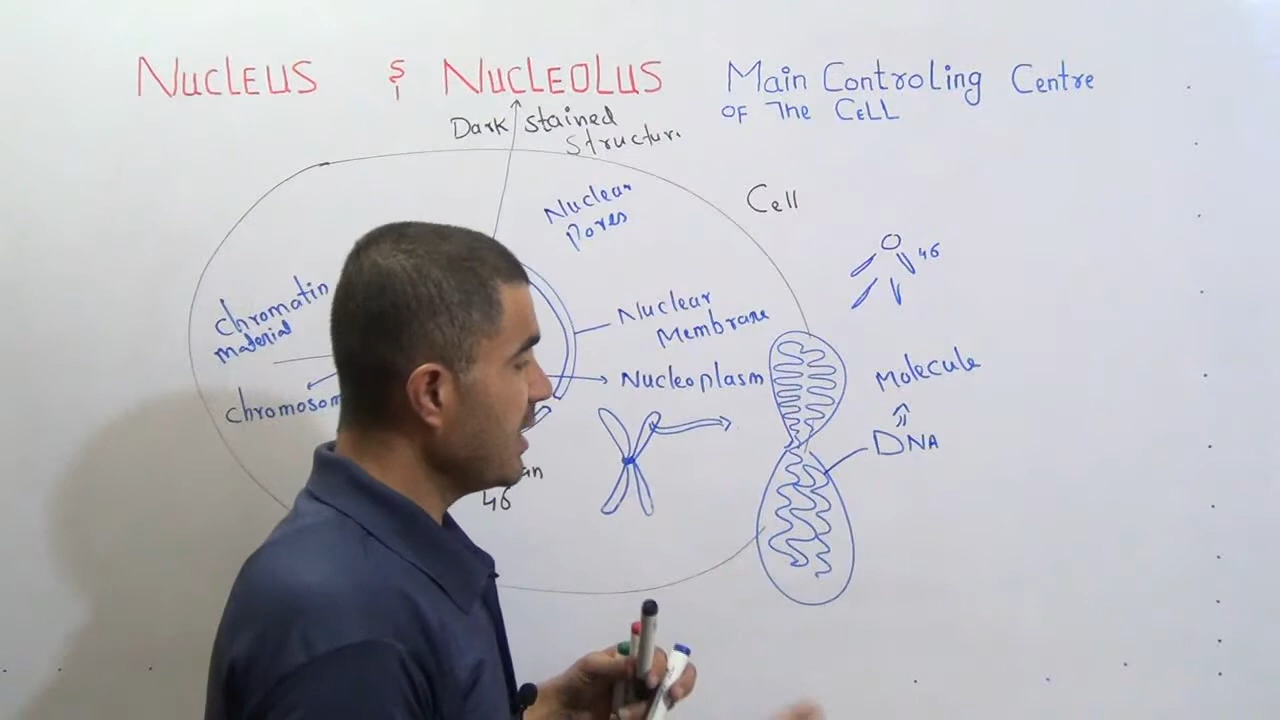 NUCLEUS & NUCLEOLUS
MAIN CONTROLING CENTRE
OF THE CELL
Dark stained
structur.
Nuclear
pores
Cell
46
chromatin
material
Nuclear
Membrane
Nucleoplasm
chromosom
Molecule
DNA
46